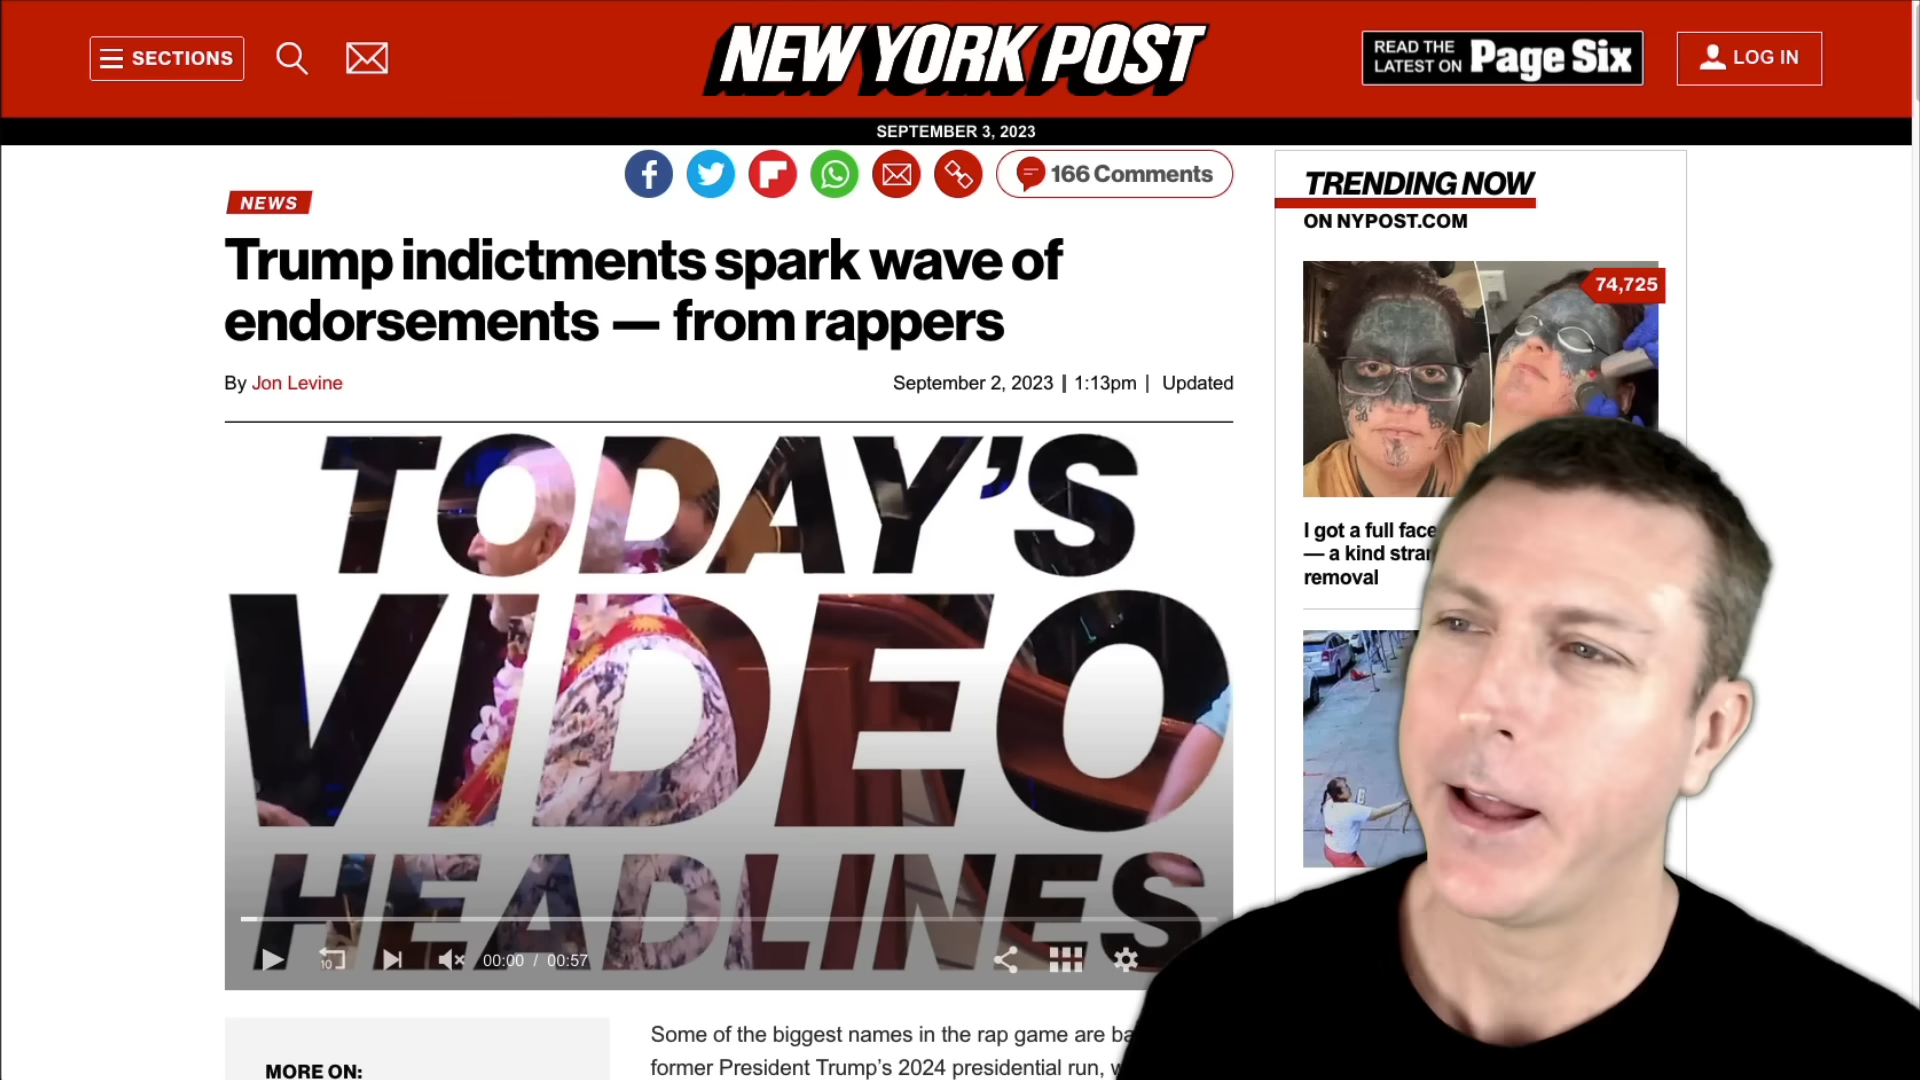 SECTIONS
NEW YORK POST
READ THE
LATEST ON
Page Six
LOG IN
SEPTEMBER 3, 2023
166 Comments
NEWS
Trump indictments spark wave of
endorsements — from rappers
By Jon Levine
September 2, 2023 | 1:13pm | Updated
TODAY'S
VIDEO
HEADLINES
10
00:00 / 00:57
MORE ON:
Some of the biggest names in the rap game are
former President Trump’s 2024 presidential run,
TRENDING NOW
ON NYPOST.COM
74,725
I got a full face
— a kind
removal